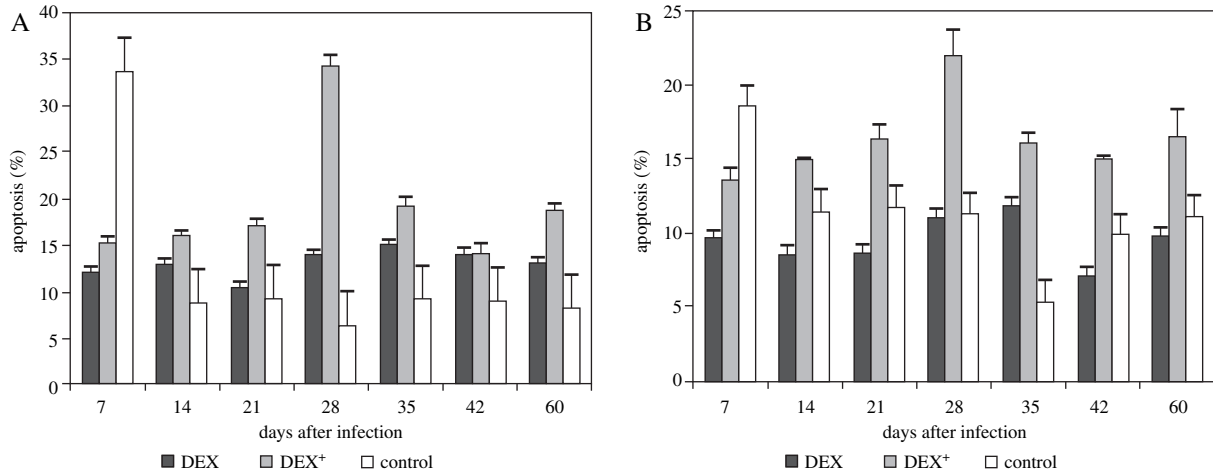 A
40
35
30
25
20
15
10
5
0
apoptosis (%)
7 14 21 28 35 42 60
days after infection
DEX DEX⁺ control
B
25
20
15
10
5
0
apoptosis (%)
7 14 21 28 35 42 60
days after infection
DEX DEX⁺ control